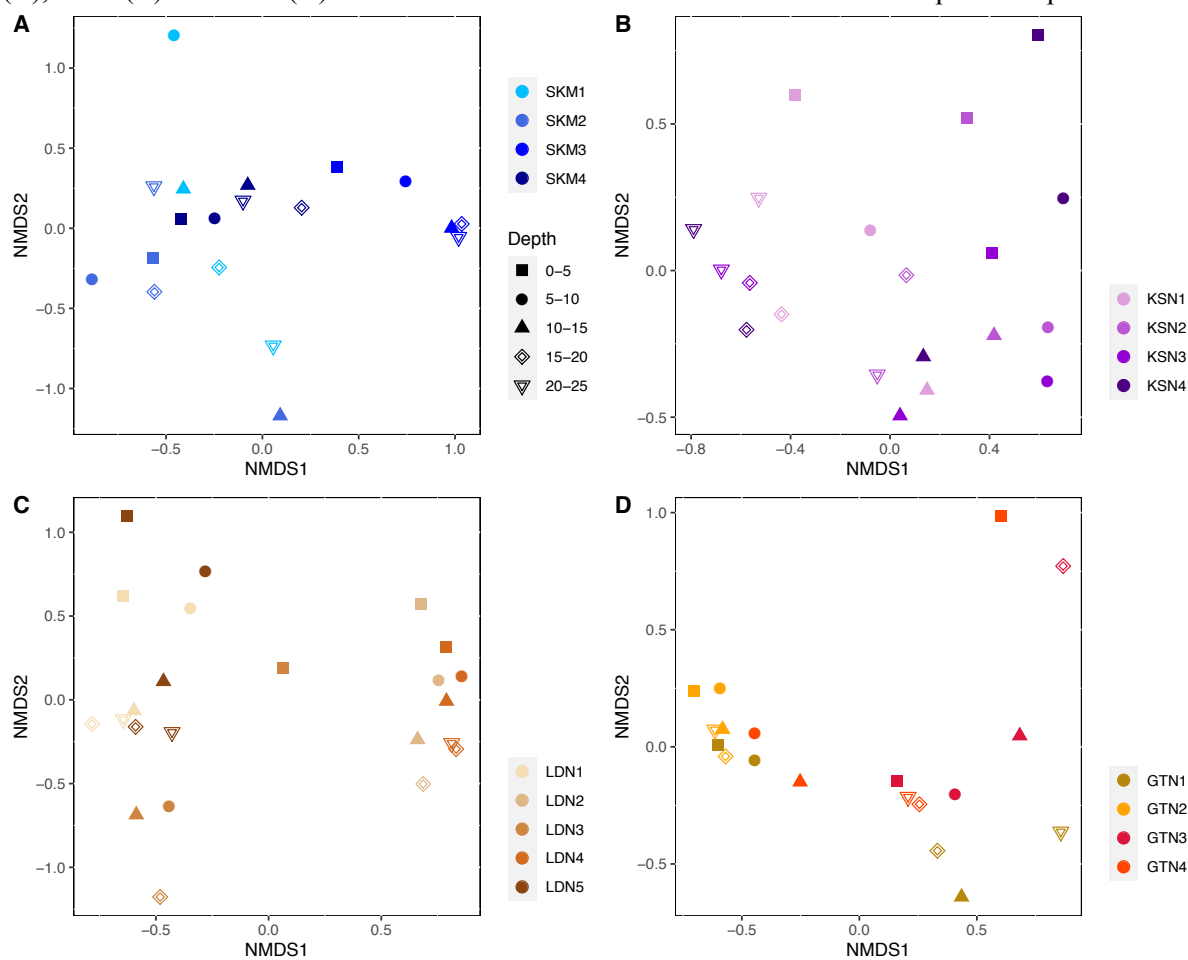 A
1.0
0.5
0.0
−0.5
−1.0
NMDS2
−0.5 0.0 0.5 1.0
NMDS1
SKM1
SKM2
SKM3
SKM4
Depth
0−5
5−10
10−15
15−20
20−25
B
0.5
0.0
−0.5
NMDS2
−0.8 −0.4 0.0 0.4
NMDS1
KSN1
KSN2
KSN3
KSN4
C
1.0
0.5
0.0
−0.5
−1.0
NMDS2
−0.5 0.0 0.5
NMDS1
LDN1
LDN2
LDN3
LDN4
LDN5
D
1.0
0.5
0.0
−0.5
NMDS2
−0.5 0.0 0.5
NMDS1
GTN1
GTN2
GTN3
GTN4